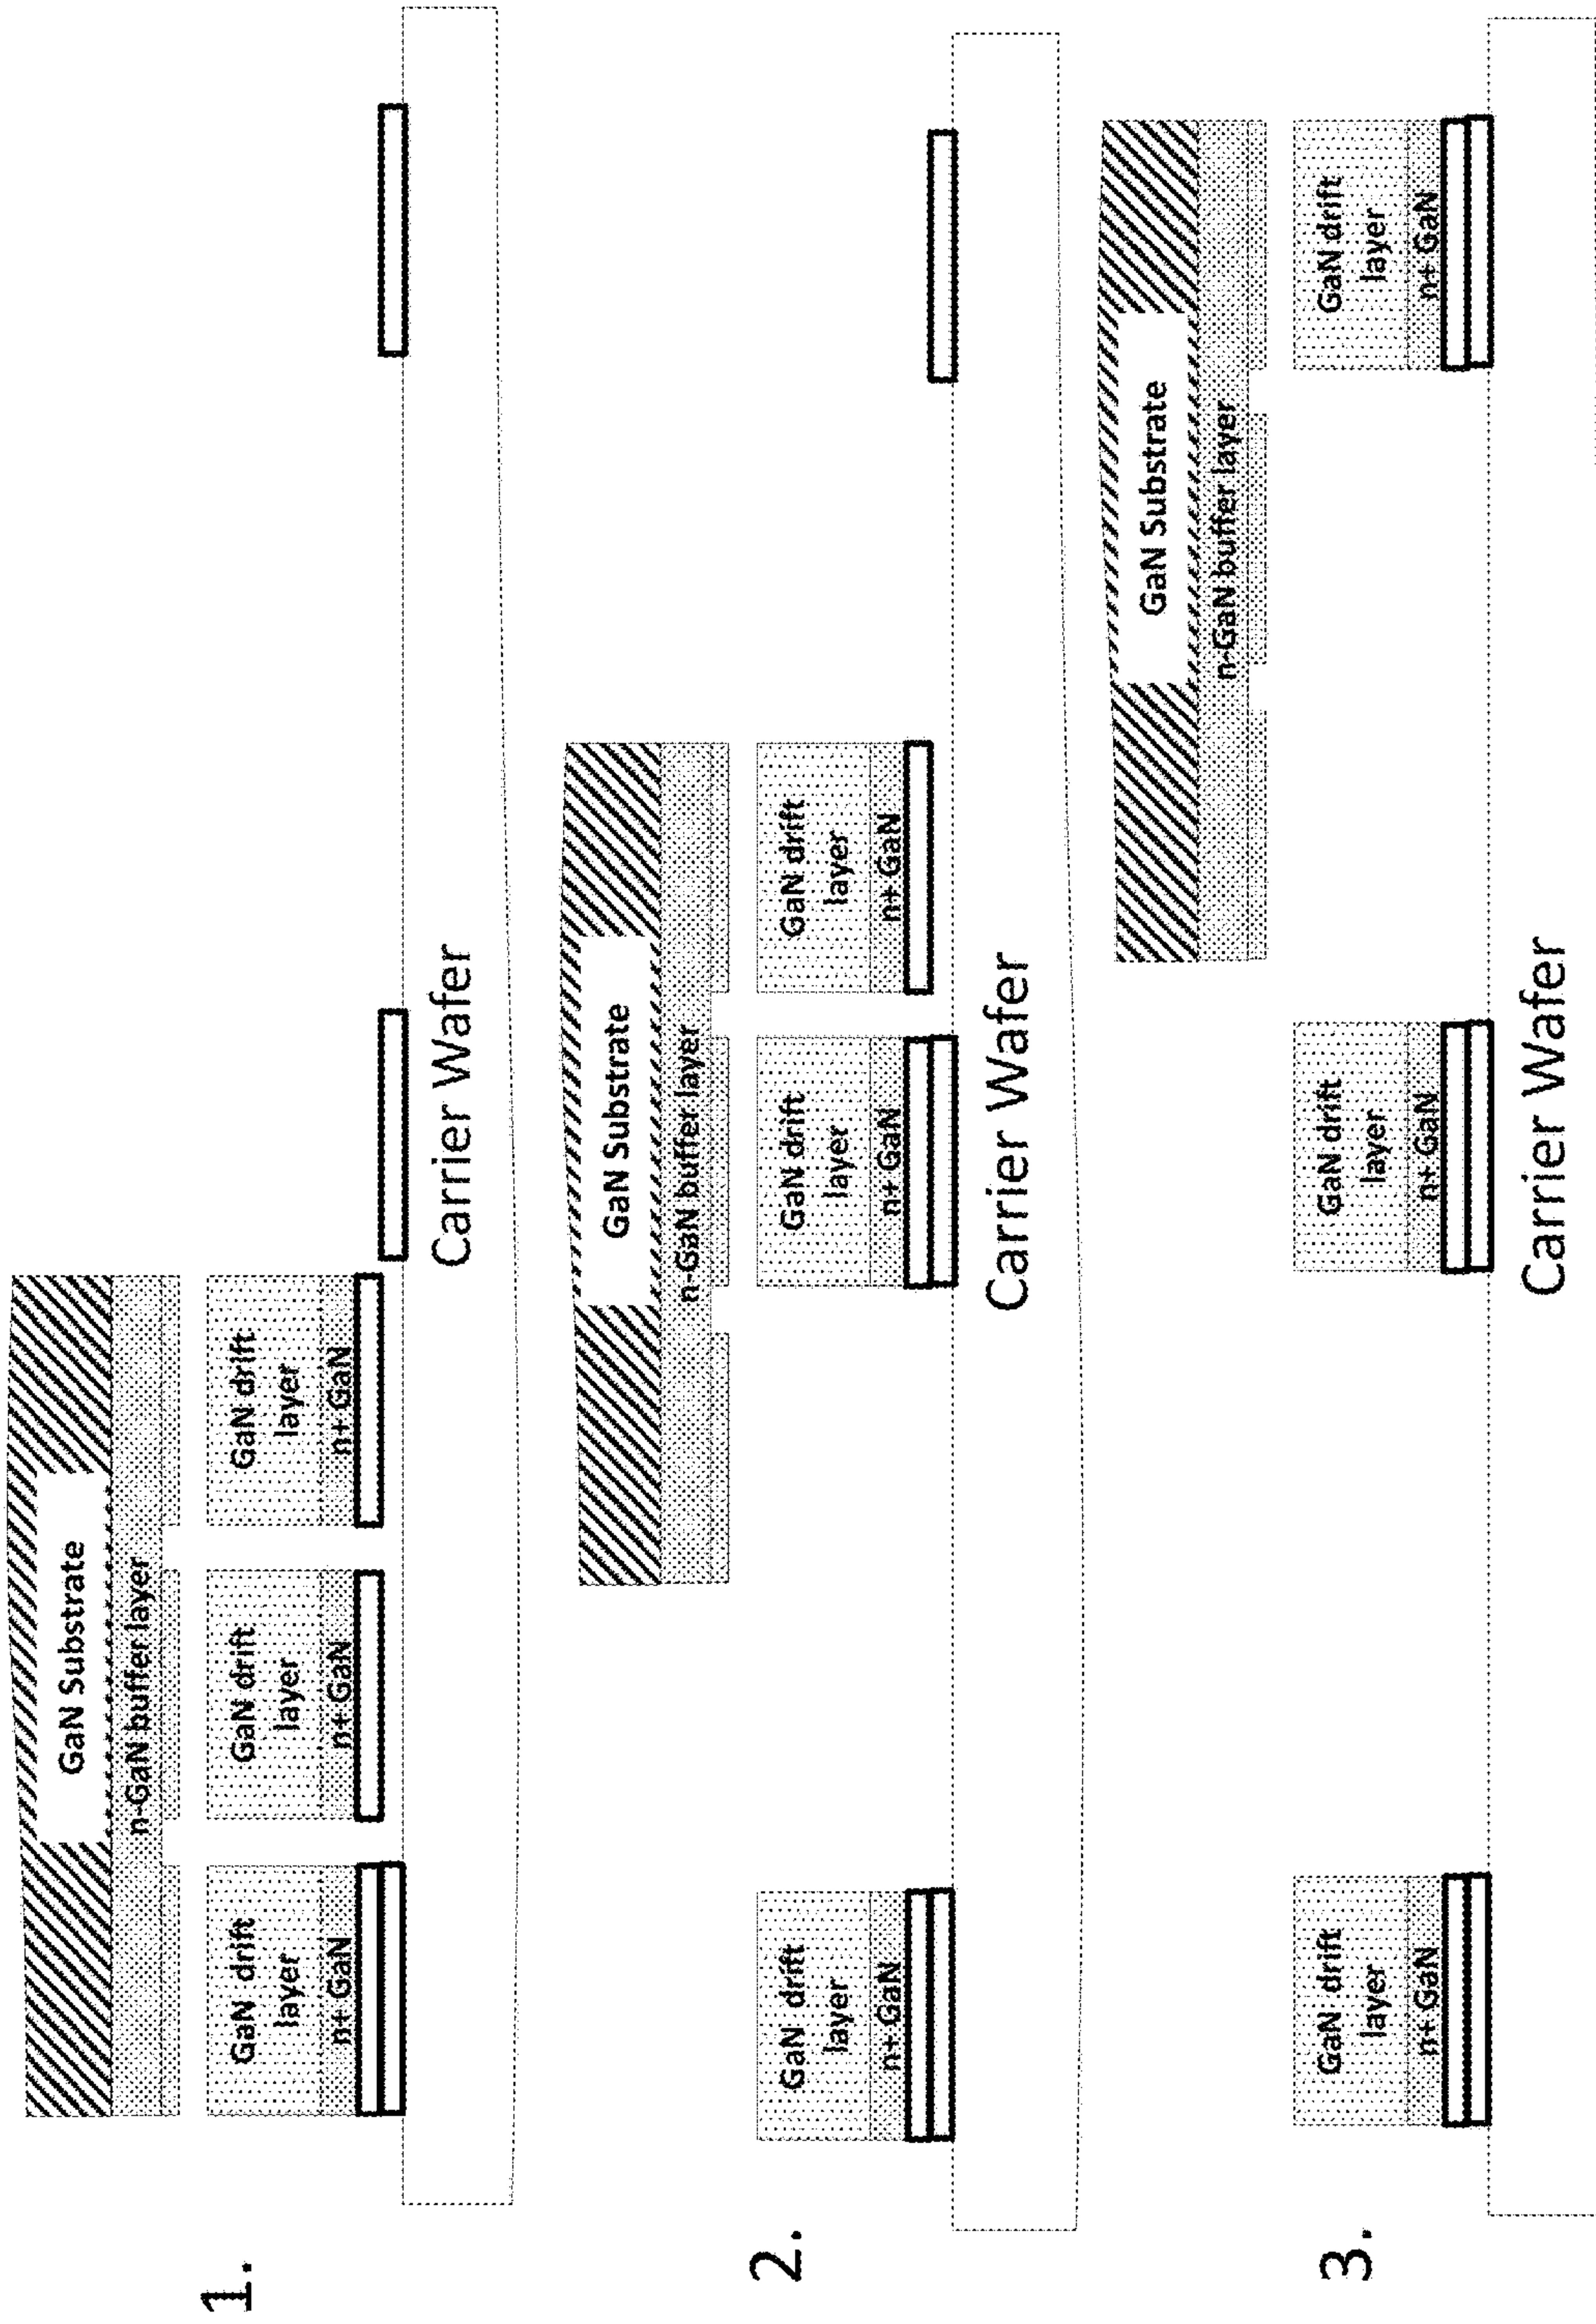 1.
GaN Substrate
n-GaN buffer layer
GaN drift
layer
n+ GaN
GaN drift
layer
n+ GaN
GaN drift
layer
n+ GaN
Carrier Wafer
2.
GaN Substrate
n-GaN buffer layer
GaN drift
layer
n+ GaN
GaN drift
layer
n+ GaN
GaN drift
layer
n+ GaN
Carrier Wafer
3.
GaN Substrate
n-GaN buffer layer
GaN drift
layer
n+ GaN
GaN drift
layer
n+ GaN
GaN drift
layer
n+ GaN
Carrier Wafer